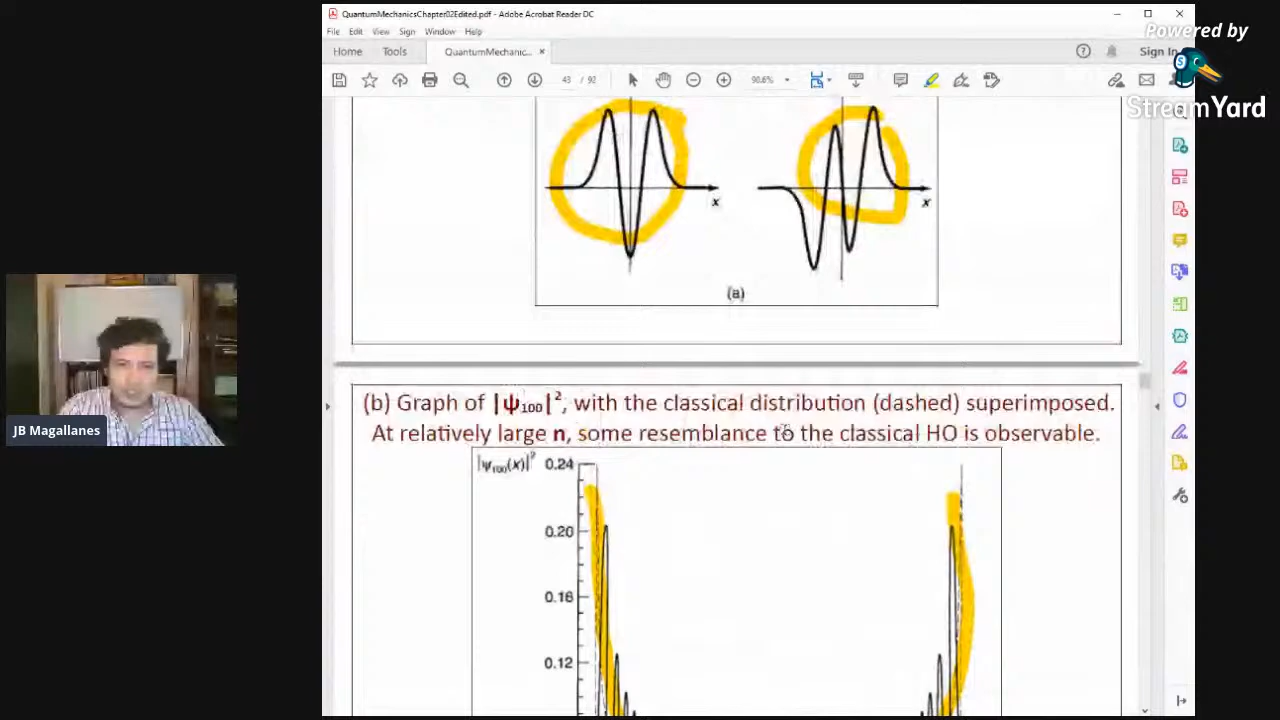 QuantumMechanicsChapter02Edited.pdf - Adobe Acrobat Reader DC
File Edit View Sign Window Help
Home Tools QuantumMechanic... ×
Sign In
43 / 92
90.6%
Powered by
StreamYard
x
x
(a)
JB Magallanes
(b) Graph of |ψ₁₀₀|², with the classical distribution (dashed) superimposed.
At relatively large n, some resemblance to the classical HO is observable.
|ψ₁₀₀(x)|² 0.24
0.20
0.16
0.12